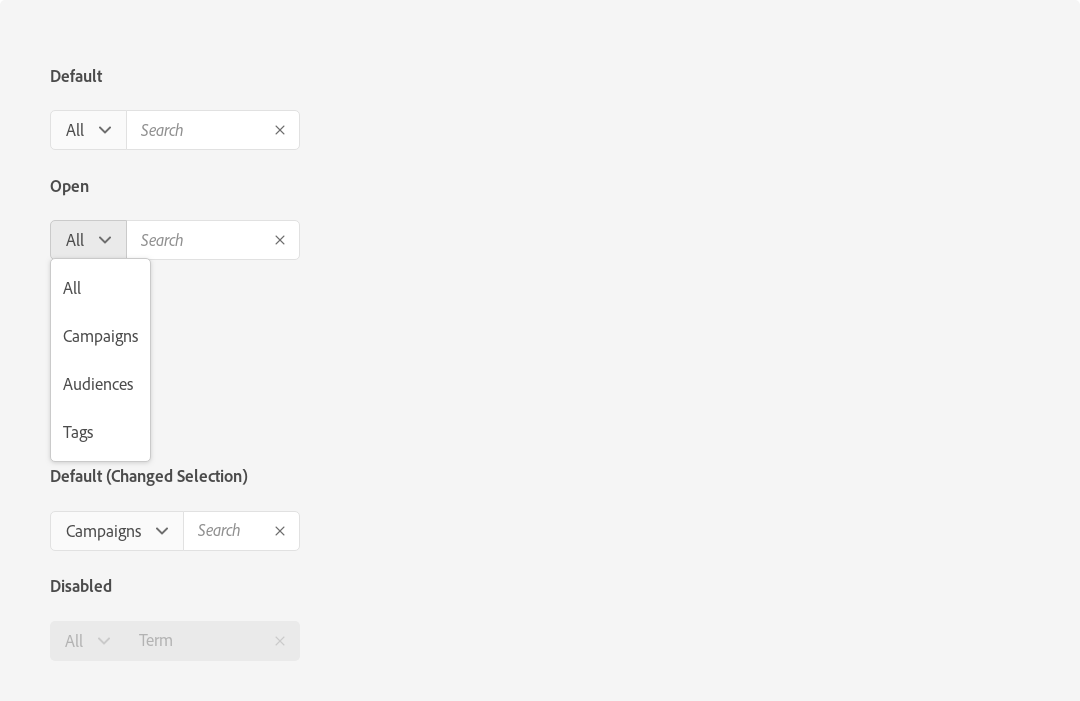 Default
All Search
Open
All Search
All
Campaigns
Audiences
Tags
Default (Changed Selection)
Campaigns Search
Disabled
All Term